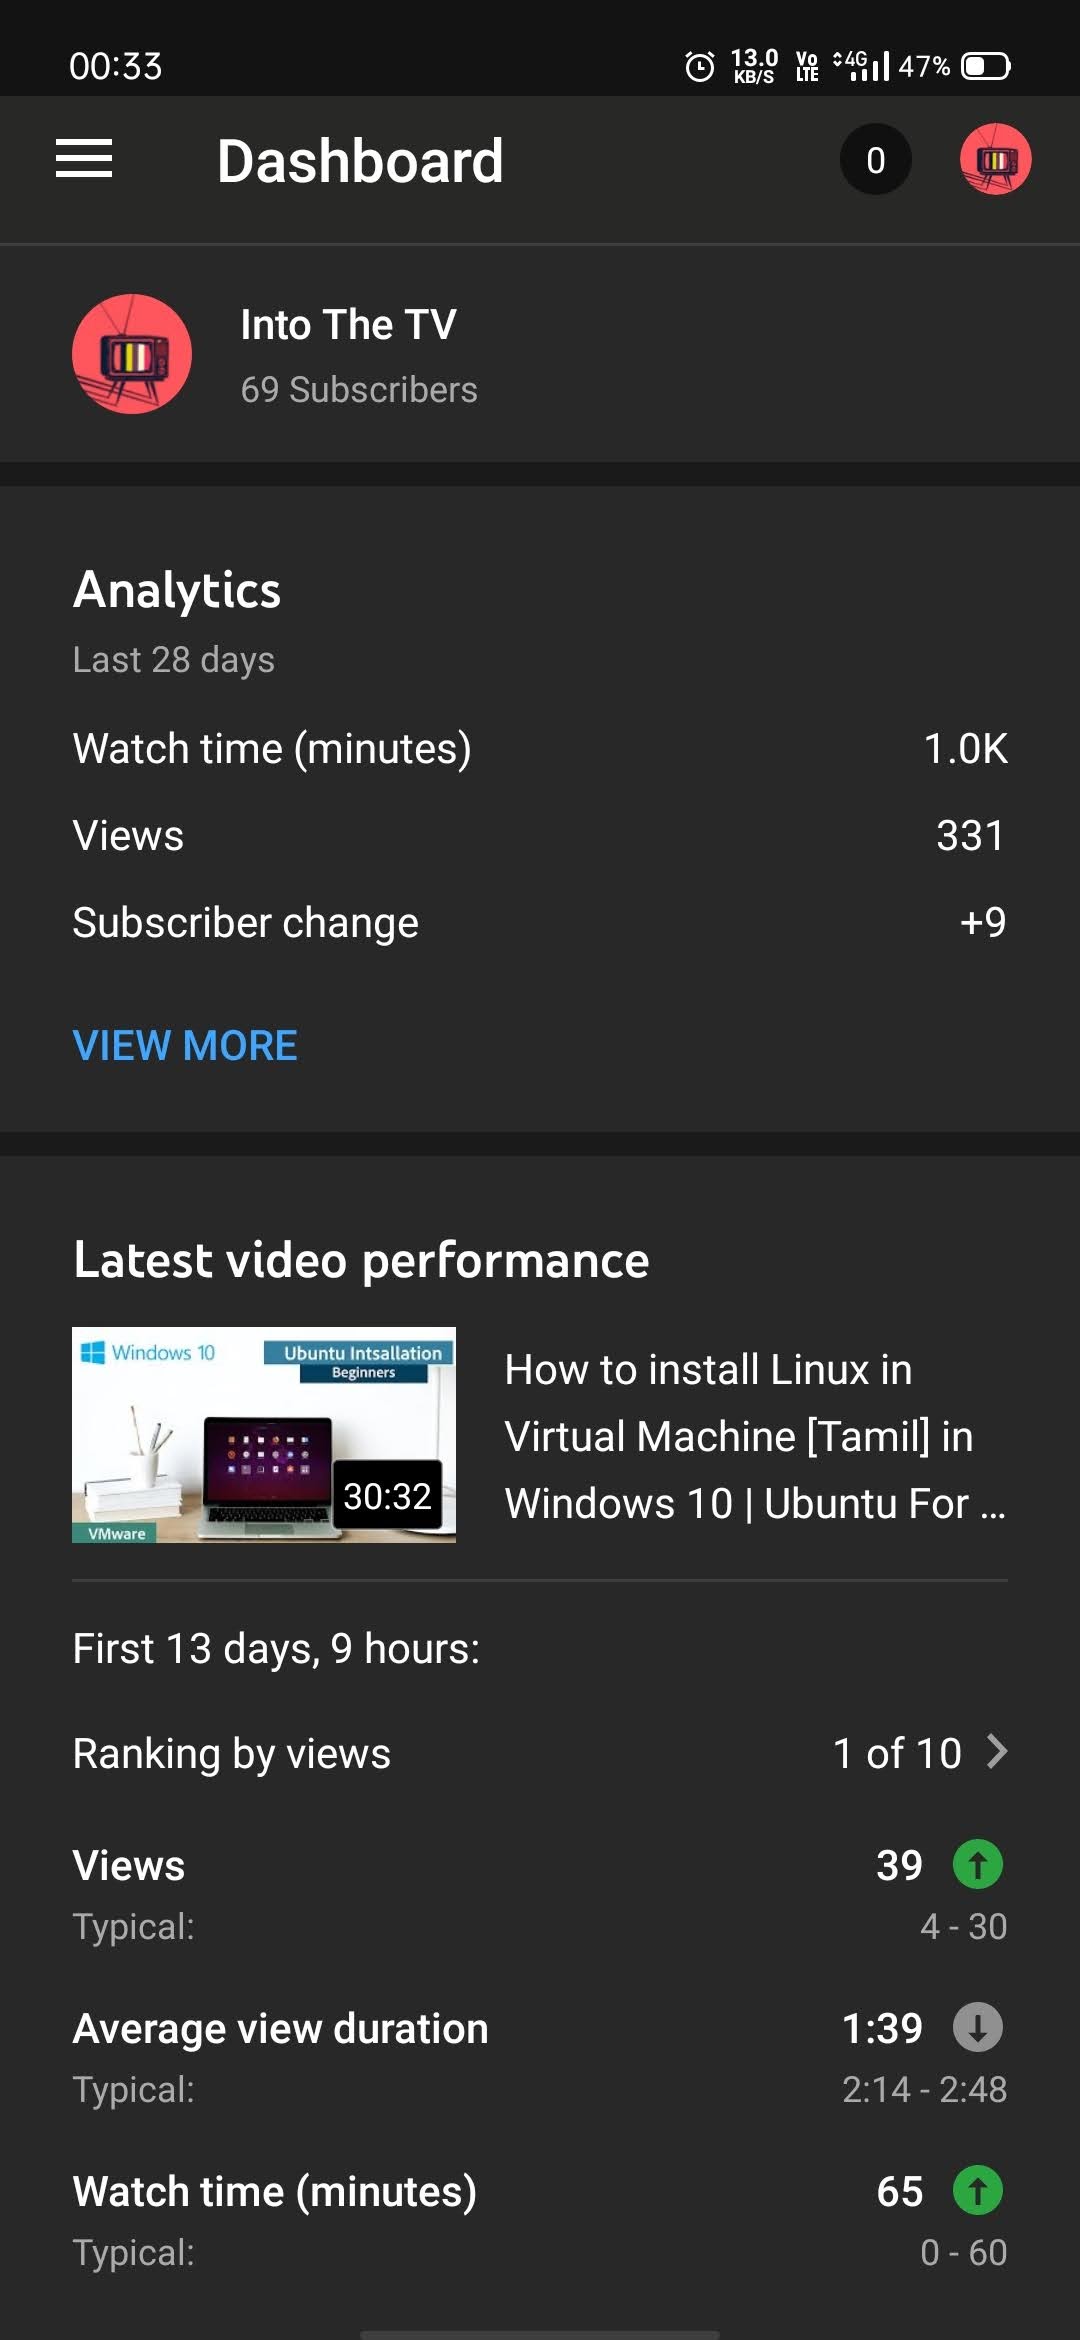 00:33
13.0 KB/S Vo LTE 4G 47%
Dashboard
0
Into The TV
69 Subscribers
Analytics
Last 28 days
Watch time (minutes) 1.0K
Views 331
Subscriber change +9
VIEW MORE
Latest video performance
Windows 10
Ubuntu Intsallation
Beginners
30:32
VMware
How to install Linux in
Virtual Machine [Tamil] in
Windows 10 | Ubuntu For ...
First 13 days, 9 hours:
Ranking by views 1 of 10
Views 39
Typical: 4 - 30
Average view duration 1:39
Typical: 2:14 - 2:48
Watch time (minutes) 65
Typical: 0 - 60